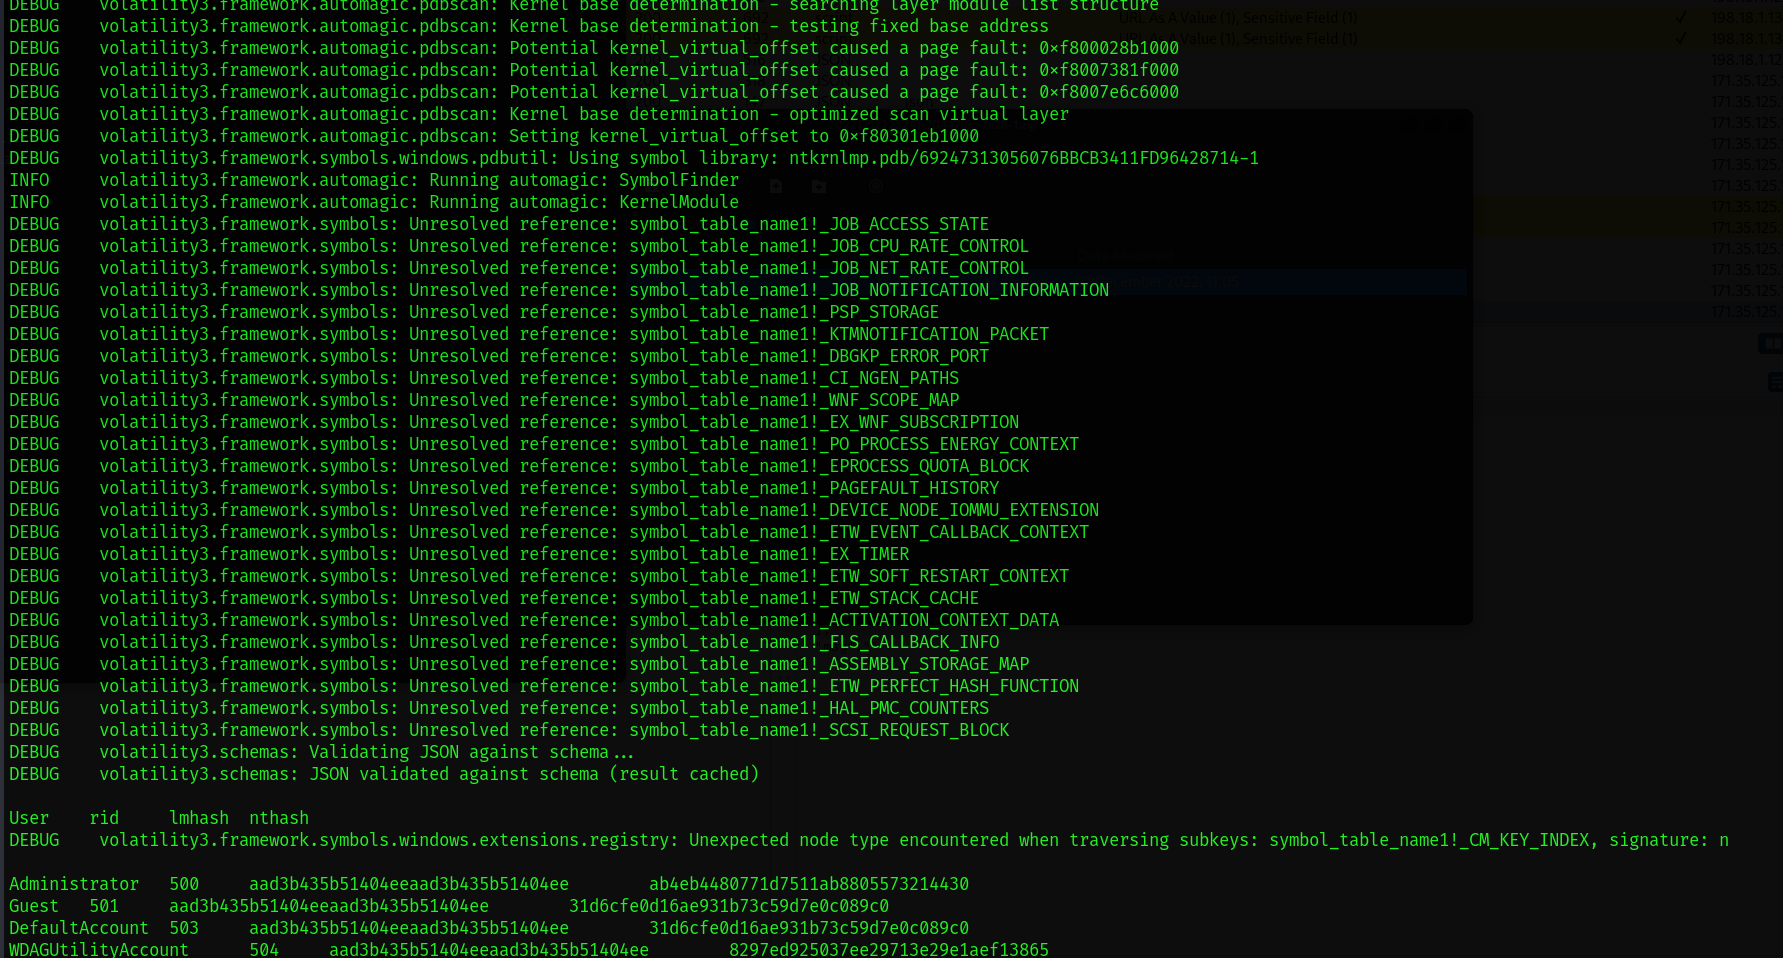 DEBUG    volatility3.framework.automagic.pdbscan: Kernel base determination - searching layer module list structure
DEBUG    volatility3.framework.automagic.pdbscan: Kernel base determination - testing fixed base address
DEBUG    volatility3.framework.automagic.pdbscan: Potential kernel_virtual_offset caused a page fault: 0×f800028b1000
DEBUG    volatility3.framework.automagic.pdbscan: Potential kernel_virtual_offset caused a page fault: 0×f8007381f000
DEBUG    volatility3.framework.automagic.pdbscan: Potential kernel_virtual_offset caused a page fault: 0×f8007e6c6000
DEBUG    volatility3.framework.automagic.pdbscan: Kernel base determination - optimized scan virtual layer
DEBUG    volatility3.framework.automagic.pdbscan: Setting kernel_virtual_offset to 0×f80301eb1000
DEBUG    volatility3.framework.symbols.windows.pdbutil: Using symbol library: ntkrnlmp.pdb/69247313056076BBCB3411FD96428714-1
INFO     volatility3.framework.automagic: Running automagic: SymbolFinder
INFO     volatility3.framework.automagic: Running automagic: KernelModule
DEBUG    volatility3.framework.symbols: Unresolved reference: symbol_table_name1!_JOB_ACCESS_STATE
DEBUG    volatility3.framework.symbols: Unresolved reference: symbol_table_name1!_JOB_CPU_RATE_CONTROL
DEBUG    volatility3.framework.symbols: Unresolved reference: symbol_table_name1!_JOB_NET_RATE_CONTROL
DEBUG    volatility3.framework.symbols: Unresolved reference: symbol_table_name1!_JOB_NOTIFICATION_INFORMATION
DEBUG    volatility3.framework.symbols: Unresolved reference: symbol_table_name1!_PSP_STORAGE
DEBUG    volatility3.framework.symbols: Unresolved reference: symbol_table_name1!_KTMNOTIFICATION_PACKET
DEBUG    volatility3.framework.symbols: Unresolved reference: symbol_table_name1!_DBGKP_ERROR_PORT
DEBUG    volatility3.framework.symbols: Unresolved reference: symbol_table_name1!_CI_NGEN_PATHS
DEBUG    volatility3.framework.symbols: Unresolved reference: symbol_table_name1!_WNF_SCOPE_MAP
DEBUG    volatility3.framework.symbols: Unresolved reference: symbol_table_name1!_EX_WNF_SUBSCRIPTION
DEBUG    volatility3.framework.symbols: Unresolved reference: symbol_table_name1!_PO_PROCESS_ENERGY_CONTEXT
DEBUG    volatility3.framework.symbols: Unresolved reference: symbol_table_name1!_EPROCESS_QUOTA_BLOCK
DEBUG    volatility3.framework.symbols: Unresolved reference: symbol_table_name1!_PAGEFAULT_HISTORY
DEBUG    volatility3.framework.symbols: Unresolved reference: symbol_table_name1!_DEVICE_NODE_IOMMU_EXTENSION
DEBUG    volatility3.framework.symbols: Unresolved reference: symbol_table_name1!_ETW_EVENT_CALLBACK_CONTEXT
DEBUG    volatility3.framework.symbols: Unresolved reference: symbol_table_name1!_EX_TIMER
DEBUG    volatility3.framework.symbols: Unresolved reference: symbol_table_name1!_ETW_SOFT_RESTART_CONTEXT
DEBUG    volatility3.framework.symbols: Unresolved reference: symbol_table_name1!_ETW_STACK_CACHE
DEBUG    volatility3.framework.symbols: Unresolved reference: symbol_table_name1!_ACTIVATION_CONTEXT_DATA
DEBUG    volatility3.framework.symbols: Unresolved reference: symbol_table_name1!_FLS_CALLBACK_INFO
DEBUG    volatility3.framework.symbols: Unresolved reference: symbol_table_name1!_ASSEMBLY_STORAGE_MAP
DEBUG    volatility3.framework.symbols: Unresolved reference: symbol_table_name1!_ETW_PERFECT_HASH_FUNCTION
DEBUG    volatility3.framework.symbols: Unresolved reference: symbol_table_name1!_HAL_PMC_COUNTERS
DEBUG    volatility3.framework.symbols: Unresolved reference: symbol_table_name1!_SCSI_REQUEST_BLOCK
DEBUG    volatility3.schemas: Validating JSON against schema...
DEBUG    volatility3.schemas: JSON validated against schema (result cached)
User    rid     lmhash  nthash
DEBUG    volatility3.framework.symbols.windows.extensions.registry: Unexpected node type encountered when traversing subkeys: symbol_table_name1!_CM_KEY_INDEX, signature: n
Administrator   500     aad3b435b51404eeaad3b435b51404ee        ab4eb4480771d7511ab8805573214430
Guest   501     aad3b435b51404eeaad3b435b51404ee        31d6cfe0d16ae931b73c59d7e0c089c0
DefaultAccount  503     aad3b435b51404eeaad3b435b51404ee        31d6cfe0d16ae931b73c59d7e0c089c0
WDAGUtilityAccount      504     aad3b435b51404eeaad3b435b51404ee        8297ed925037ee29713e29e1aef13865